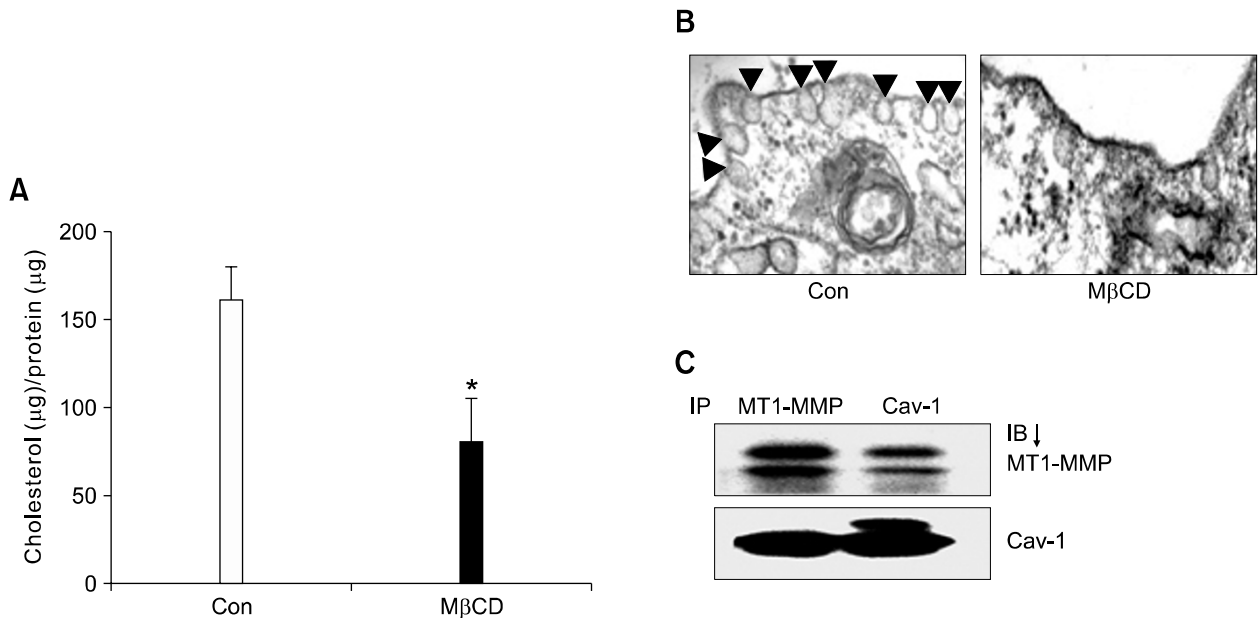 A
Cholesterol (μg)/protein (μg)
200
150
100
50
0
*
Con
MβCD
B
Con
MβCD
C
IP MT1-MMP Cav-1
IB ↓
MT1-MMP
Cav-1